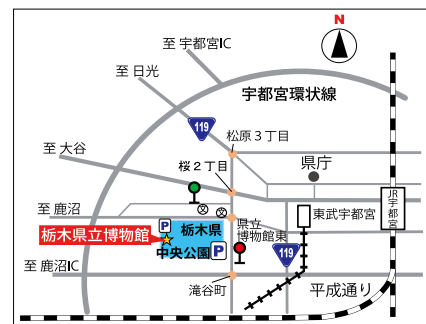 N
至 宇都宮IC
至 日光
宇都宮環状線
119
松原３丁目
至 大谷
桜２丁目
県庁
JR宇都宮
至 鹿沼
P
栃木県
県立
博物館東
東武宇都宮
栃木県立博物館
中央公園
P
119
至 鹿沼IC
滝谷町
平成通り